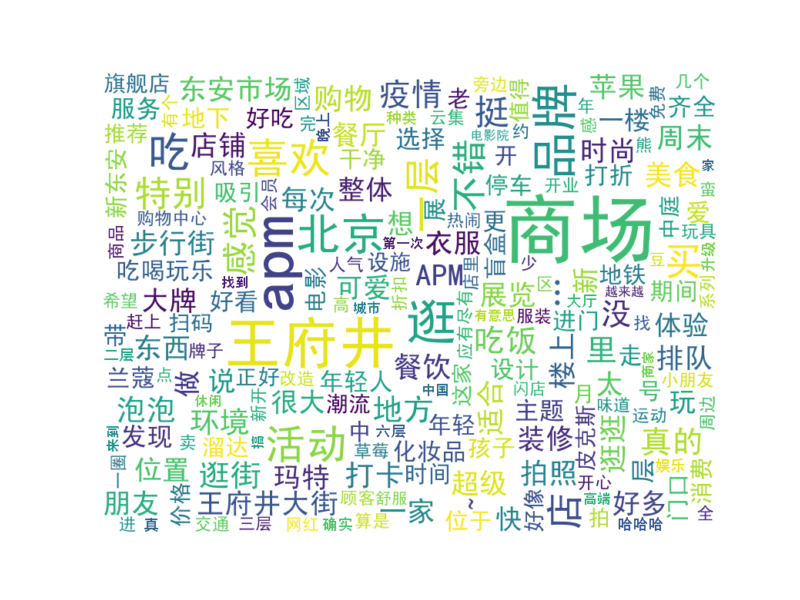 旗舰店
东安市场
购物
疫情
老
旁边
苹果
几个
服务
有个
地下
好吃
区域
完
晚上
种类
云集
挺
值得
品牌
年
感
一楼
免费
齐全
推荐
吃
店铺
喜欢
餐厅
干净
选择
电影院
约
开
不错
时尚
熊
周末
家
新东安
特别
风格
吸引
会员
每次
整体
一层
停车
开业
打折
美食
蛮
购物中心
商品
步行街
感觉
apm
北京
想
展
热闹
更
盲盒
商场
爱
中庭
玩具
吃喝玩乐
找到
第一次
衣服
人气
设施
电影
APM
店里
少
地铁
买
豆
升级
系列
希望
大牌
好看
高
城市
可爱
折扣
逛
应有尽有
展览
区
...
新
越来越
大厅
期间
赶上
带
扫码
王府井
有意思
服装
进门
没
找
体验
二层
东西
牌子
餐饮
吃饭
楼上
里
走
排队
兰蔻
点
做
说
正好
改造
年轻人
中国
这家
设计
闪店
太
号
商家
小朋友
泡泡
休闲
新开
环境
很大
潮流
地方
年轻
适合
主题
月
味道
运动
玩
周边
来到
发现
卖
溜达
搞
活动
中
六层
草莓
化妆品
孩子
装修
皮克斯
逛逛
真的
一圈
位置
逛街
玛特
打卡
时间
超级
拍照
开心
层
娱乐
门口
消费
朋友
价格
王府井大街
顾客
舒服
一家
~
店
高端
好多
进
真
交通
三层
网红
确实
算是
位于
快
好像
拍
哈哈哈
全